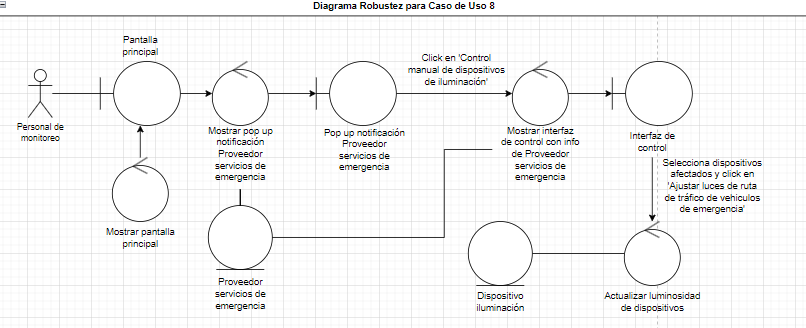 Diagrama Robustez para Caso de Uso 8
Pantalla
principal
Click en 'Control
manual de dispositivos
de iluminación'
Personal de
monitoreo
Mostrar pop up
notificación
Proveedor
servicios de
emergencia
Pop up notificación
Proveedor
servicios de
emergencia
Mostrar interfaz
de control con info
de Proveedor
servicios de
emergencia
Interfaz de
control
Selecciona dispositivos
afectados y click en
'Ajustar luces de ruta
de tráfico de vehiculos
de emergencia'
Mostrar pantalla
principal
Proveedor
servicios de
emergencia
Dispositivo
iluminación
Actualizar luminosidad
de dispositivos